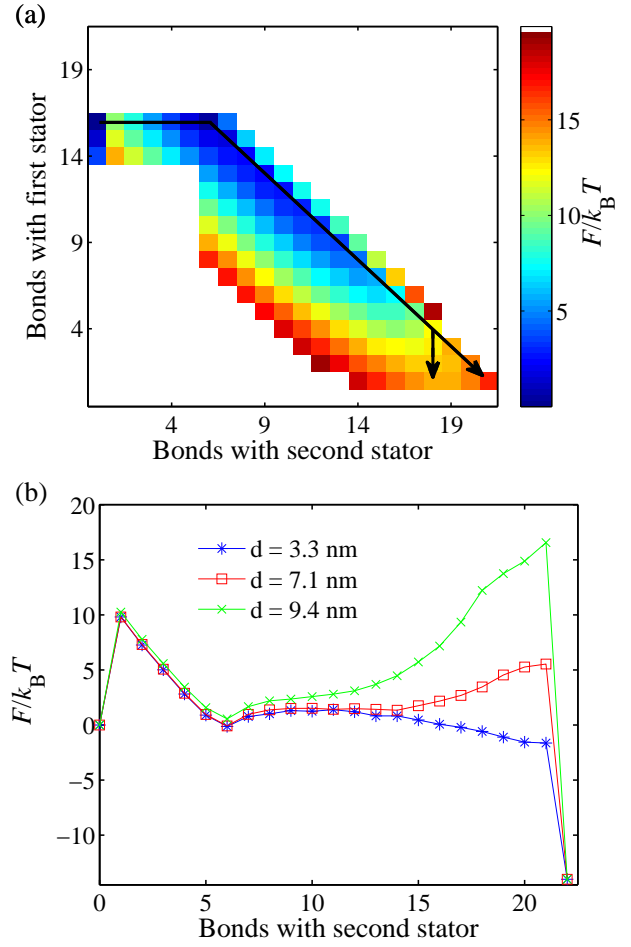 (a)
19
14
9
4
Bonds with first stator
4 9 14 19
Bonds with second stator
15
10
5
F/k_B T
(b)
20
15
10
5
0
−5
−10
F/k_B T
d = 3.3 nm
d = 7.1 nm
d = 9.4 nm
0 5 10 15 20
Bonds with second stator